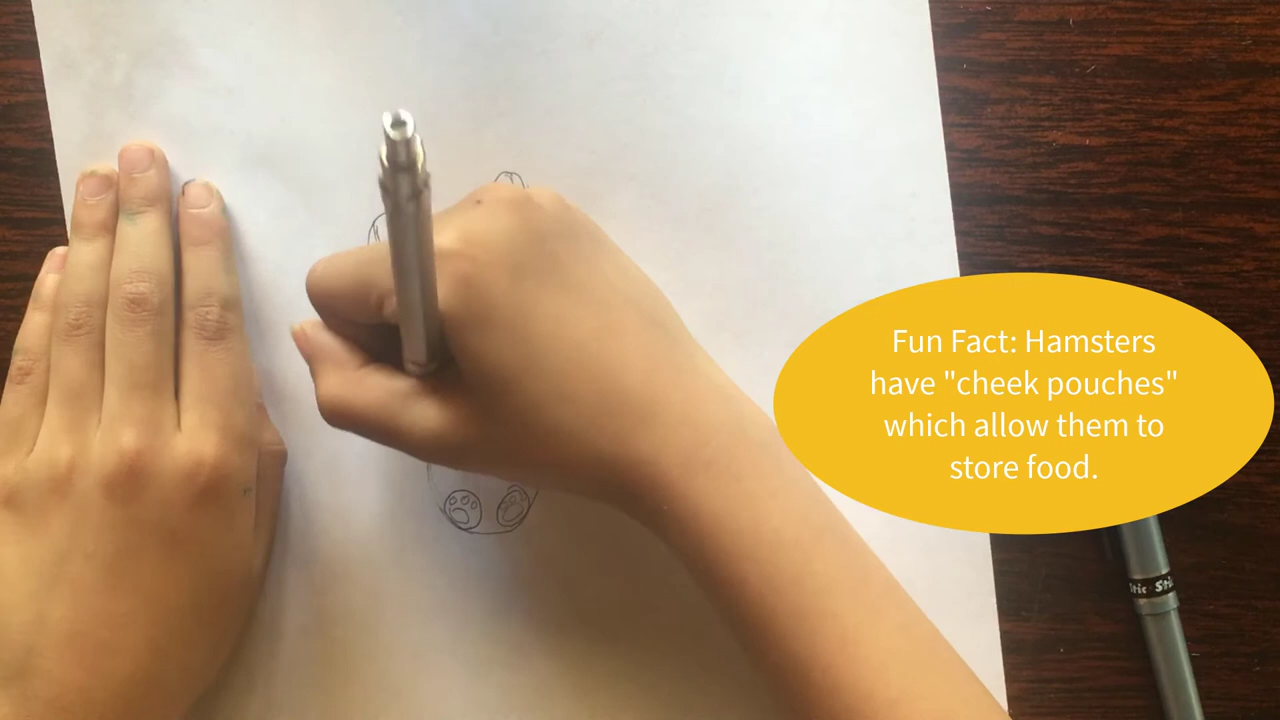 Fun Fact: Hamsters
have "cheek pouches"
which allow them to
store food.